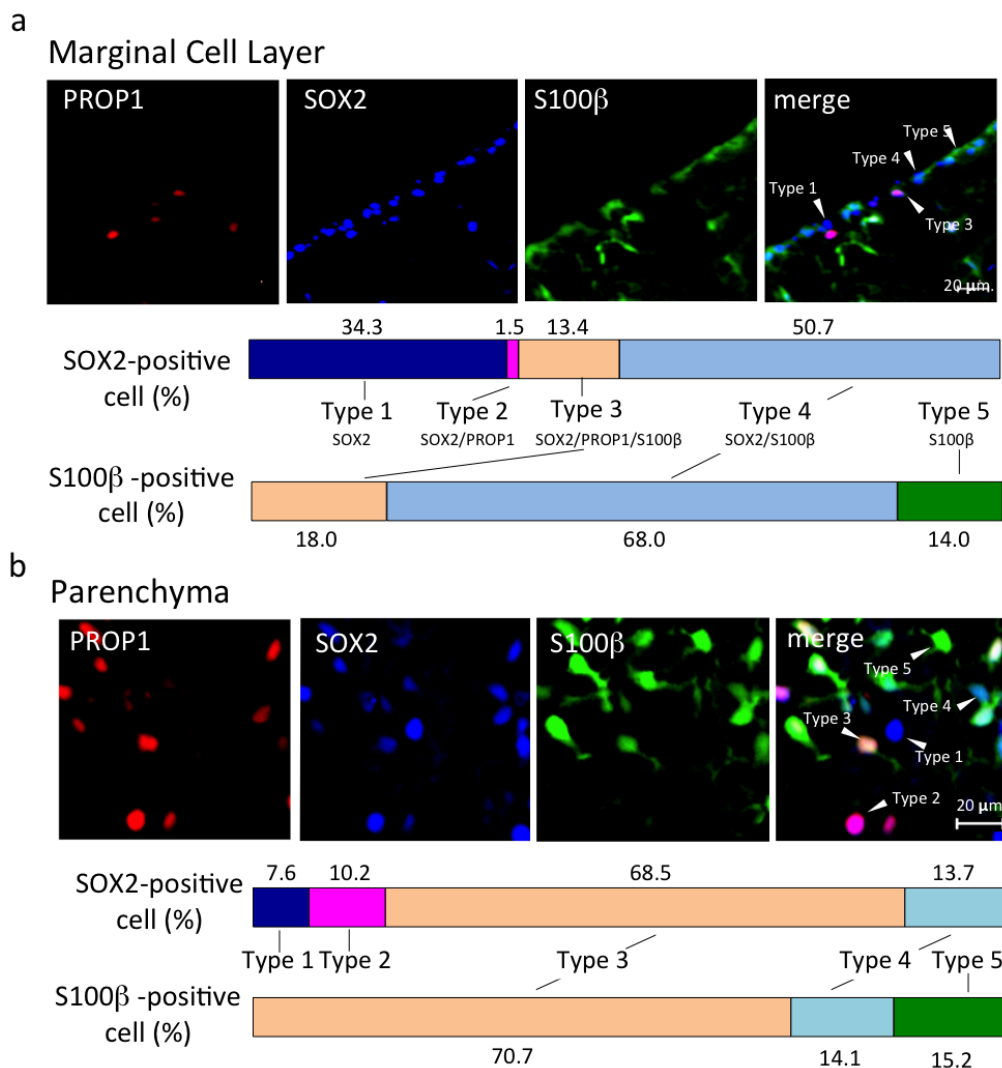 a
Marginal Cell Layer
PROP1
SOX2
S100β
merge
Type 5
Type 4
Type 1
Type 3
20 μm.
34.3
1.5
13.4
50.7
SOX2-positive
cell (%)
Type 1
Type 2
Type 3
Type 4
Type 5
SOX2
SOX2/PROP1
SOX2/PROP1/S100β
SOX2/S100β
S100β
S100β -positive
cell (%)
18.0
68.0
14.0
b
Parenchyma
PROP1
SOX2
S100β
merge
Type 5
Type 4
Type 3
Type 1
Type 2
20 μm
7.6
10.2
68.5
13.7
SOX2-positive
cell (%)
Type 1
Type 2
Type 3
Type 4
Type 5
S100β -positive
cell (%)
70.7
14.1
15.2